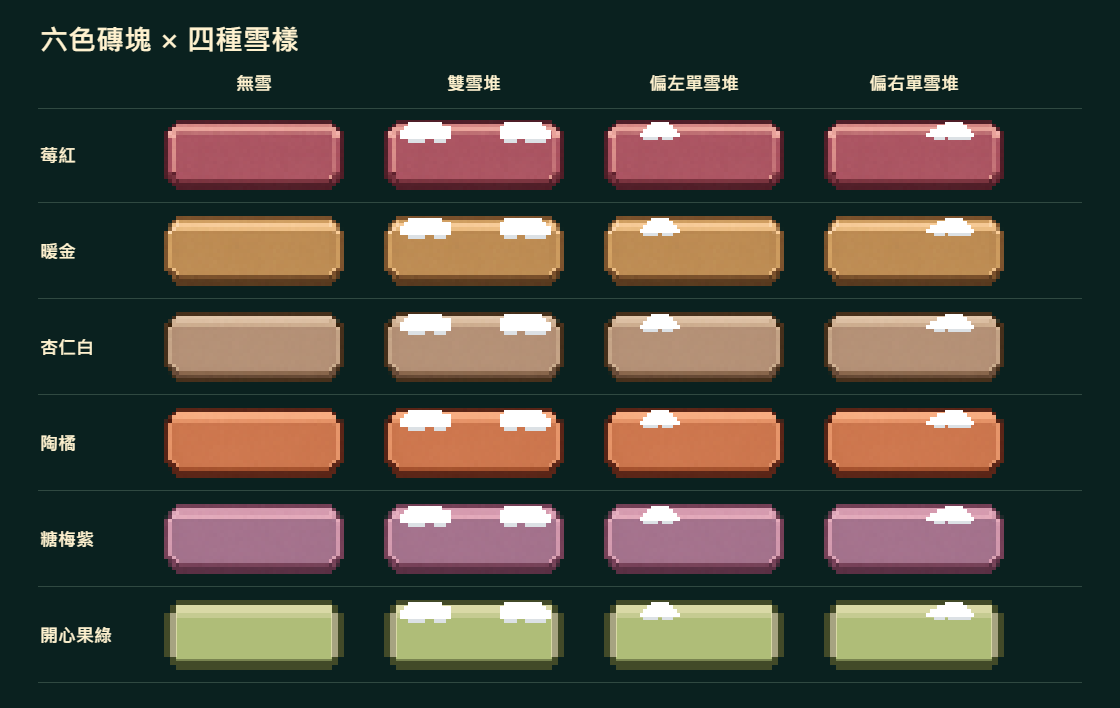 六色磚塊 × 四種雪樣
無雪
雙雪堆
偏左單雪堆
偏右單雪堆
莓紅
暖金
杏仁白
陶橘
糖梅紫
開心果綠